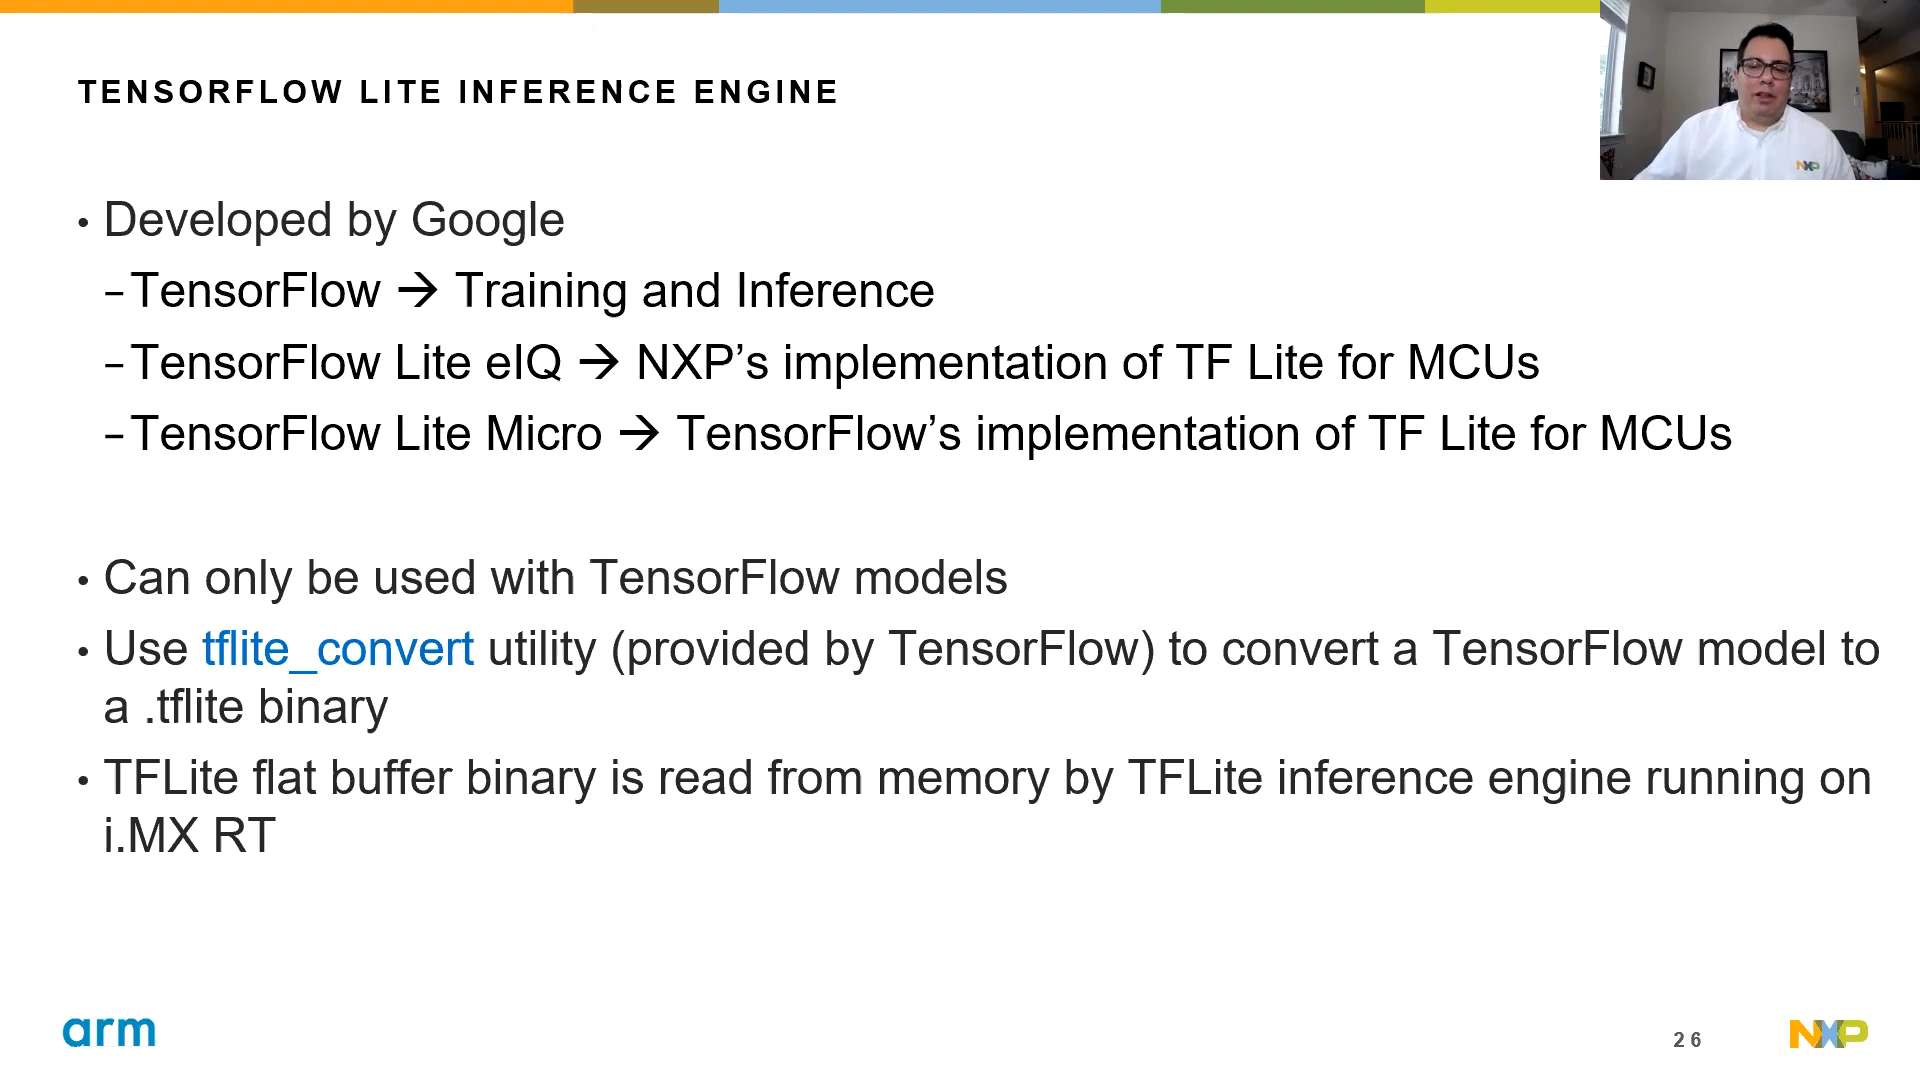 TENSORFLOW LITE INFERENCE ENGINE
NXP
• Developed by Google
–TensorFlow → Training and Inference
–TensorFlow Lite eIQ → NXP’s implementation of TF Lite for MCUs
–TensorFlow Lite Micro → TensorFlow’s implementation of TF Lite for MCUs
• Can only be used with TensorFlow models
• Use tflite_convert utility (provided by TensorFlow) to convert a TensorFlow model to
a .tflite binary
• TFLite flat buffer binary is read from memory by TFLite inference engine running on
i.MX RT
arm
26
NXP